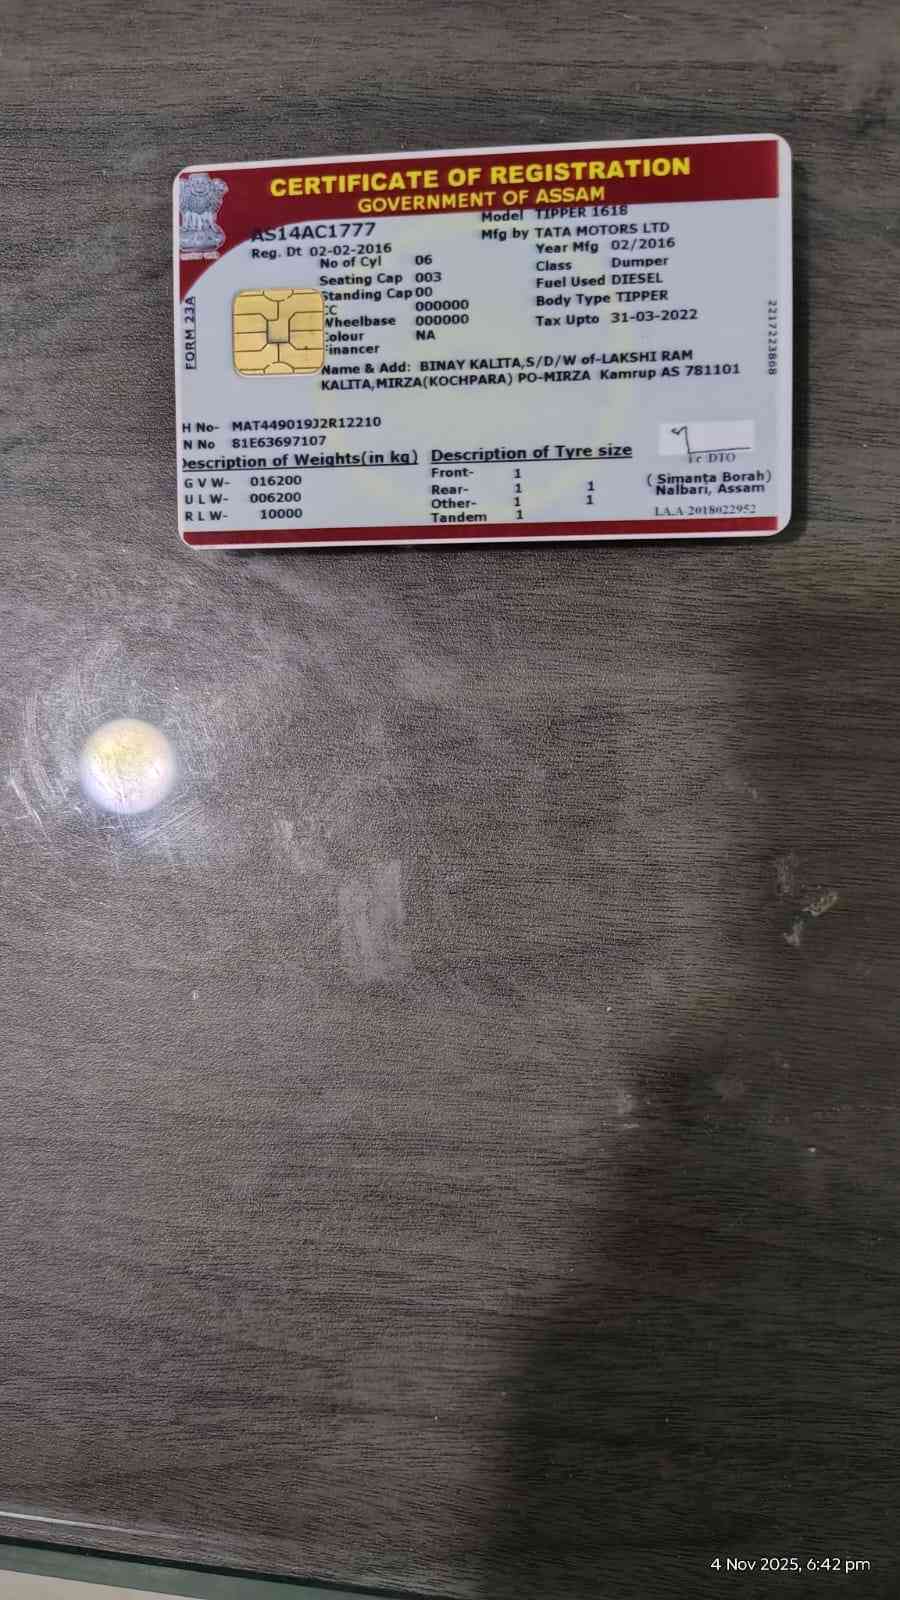 CERTIFICATE OF REGISTRATION
GOVERNMENT OF ASSAM
AS14AC1777
Reg. Dt 02-02-2016
Model TIPPER 1618
Mfg by TATA MOTORS LTD
No of Cyl 06
Year Mfg 02/2016
Seating Cap 003
Class Dumper
Standing Cap 00
Fuel Used DIESEL
CC 000000
Body Type TIPPER
Wheelbase 000000
Tax Upto 31-03-2022
Colour NA
Financer
FORM 23A
2217223868
Name & Add: BINAY KALITA,S/D/W of-LAKSHI RAM
KALITA,MIRZA(KOCHPARA) PO-MIRZA Kamrup AS 781101
H No- MAT449019J2R12210
N No 81E63697107
Description of Weights(in kg) Description of Tyre size
G V W- 016200
U L W- 006200
R L W- 10000
Front- 1
Rear- 1 1
Other- 1 1
Tandem 1
DTO
( Simanta Borah)
Nalbari, Assam
I.A.A 2018022952
4 Nov 2025, 6:42 pm